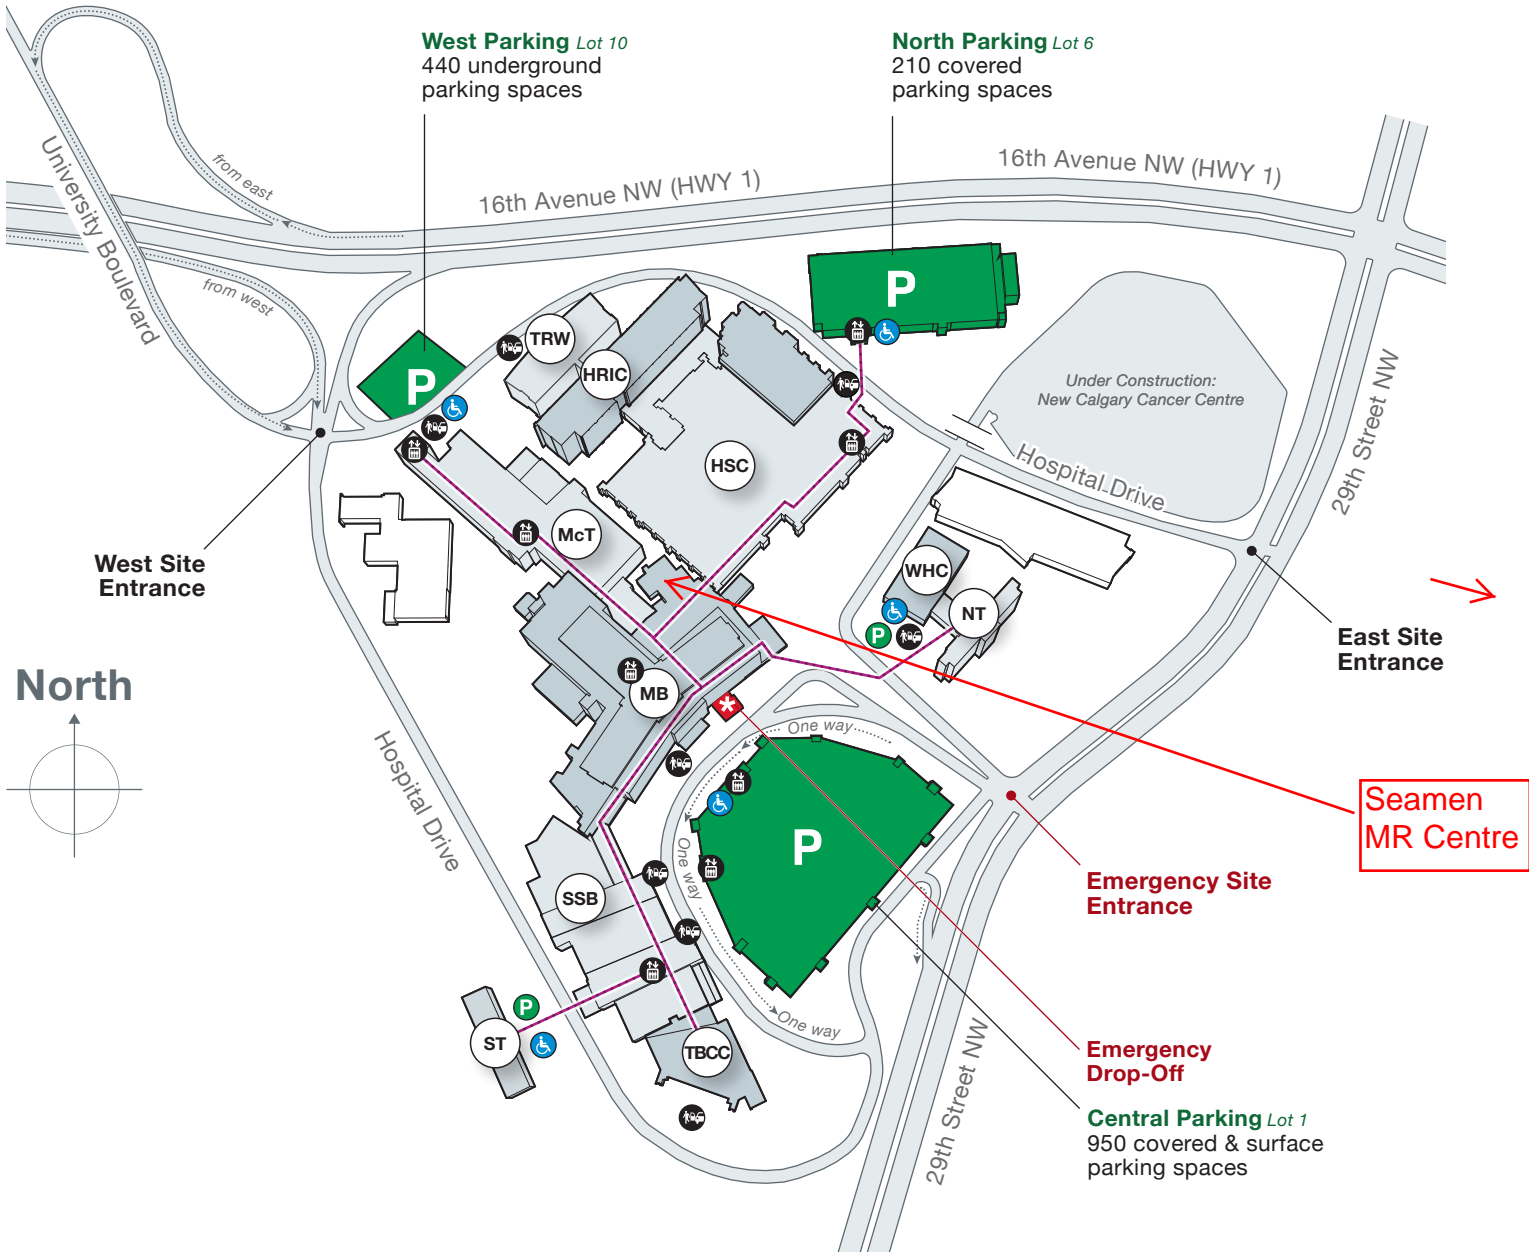 West Parking Lot 10
440 underground
parking spaces
North Parking Lot 6
210 covered
parking spaces
16th Avenue NW (HWY 1)
16th Avenue NW (HWY 1)
University Boulevard
from east
from west
P
P
TRW
HRIC
HSC
McT
Under Construction:
New Calgary Cancer Centre
Hospital Drive
29th Street NW
West Site
Entrance
WHC
NT
P
East Site
Entrance
North
MB
*
One way
One way
One way
P
Seamen
MR Centre
Hospital Drive
Emergency Site
Entrance
SSB
P
ST
TBCC
Emergency
Drop-Off
Central Parking Lot 1
950 covered & surface
parking spaces
29th Street NW